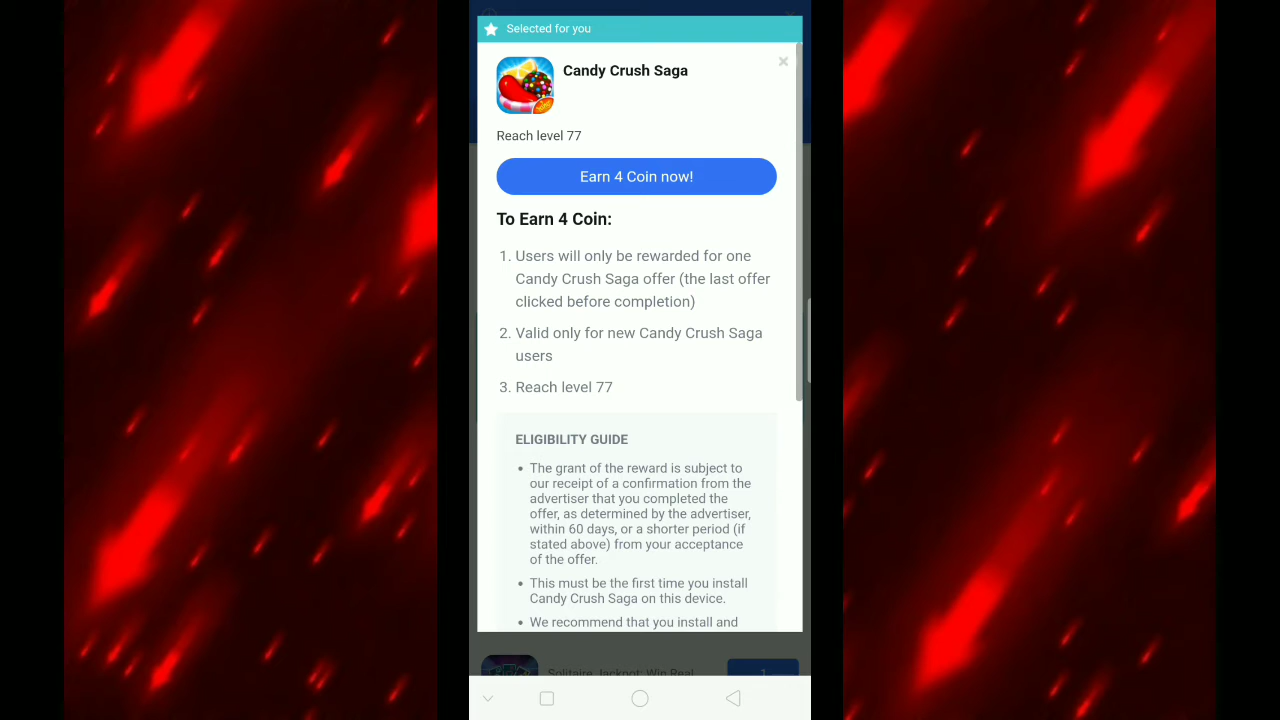 Selected for you
Candy Crush Saga
Reach level 77
Earn 4 Coin now!
To Earn 4 Coin:
1. Users will only be rewarded for one
Candy Crush Saga offer (the last offer
clicked before completion)
2. Valid only for new Candy Crush Saga
users
3. Reach level 77
ELIGIBILITY GUIDE
• The grant of the reward is subject to
our receipt of a confirmation from the
advertiser that you completed the
offer, as determined by the advertiser,
within 60 days, or a shorter period (if
stated above) from your acceptance
of the offer.
• This must be the first time you install
Candy Crush Saga on this device.
• We recommend that you install and
Solitaire Jackpot: Win Real
1